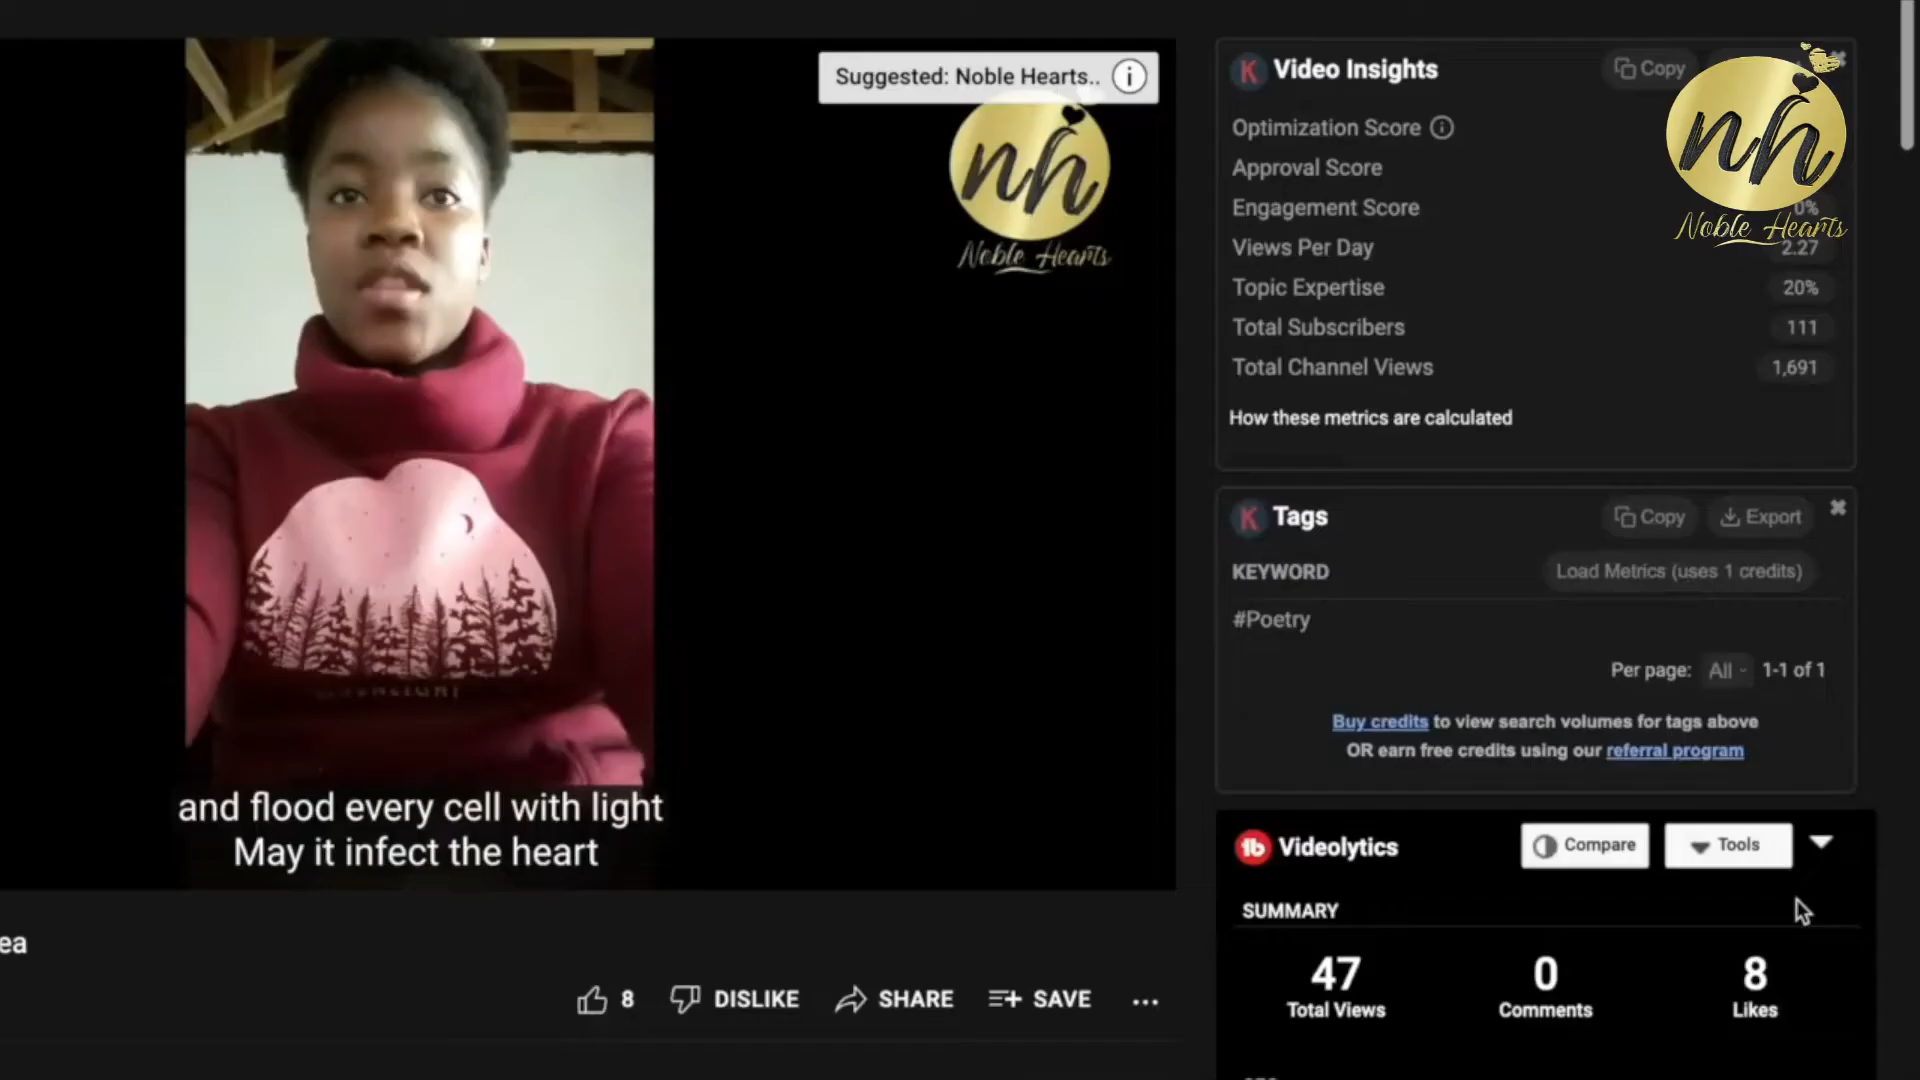 Suggested: Noble Hearts..
nh
Noble Hearts
and flood every cell with light
May it infect the heart
ea
8
DISLIKE
SHARE
SAVE
K Video Insights
Copy
Optimization Score
Approval Score
Engagement Score 0%
Views Per Day 2.27
Topic Expertise 20%
Total Subscribers 111
Total Channel Views 1,691
How these metrics are calculated
nh
Noble Hearts
K Tags
Copy
Export
KEYWORD
Load Metrics (uses 1 credits)
#Poetry
Per page: All 1-1 of 1
Buy credits to view search volumes for tags above
OR earn free credits using our referral program
tb Videolytics
Compare
Tools
SUMMARY
47 0 8
Total Views Comments Likes